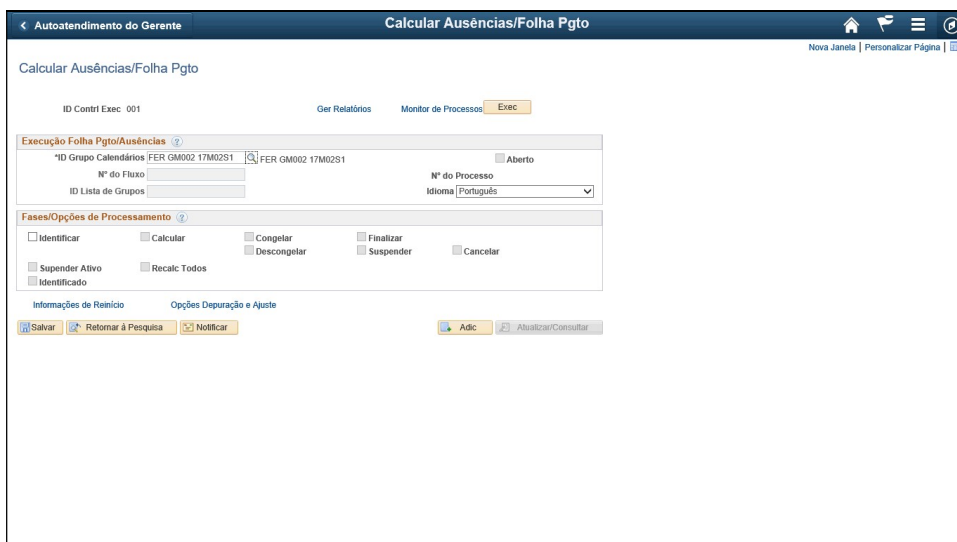 Autoatendimento do Gerente Calcular Ausências/Folha Pgto
Nova Janela | Personalizar Página |
Calcular Ausências/Folha Pgto
ID Contrl Exec 001 Ger Relatórios Monitor de Processos Exec
Execução Folha Pgto/Ausências
*ID Grupo Calendários FER GM002 17M02S1 FER GM002 17M02S1 Aberto
Nº do Fluxo Nº do Processo
ID Lista de Grupos Idioma Português
Fases/Opções de Processamento
Identificar Calcular Congelar Finalizar
Descongelar Suspender Cancelar
Supender Ativo Recalc Todos
Identificado
Informações de Reinício Opções Depuração e Ajuste
Salvar Retornar á Pesquisa Notificar Adic Atualizar/Consultar